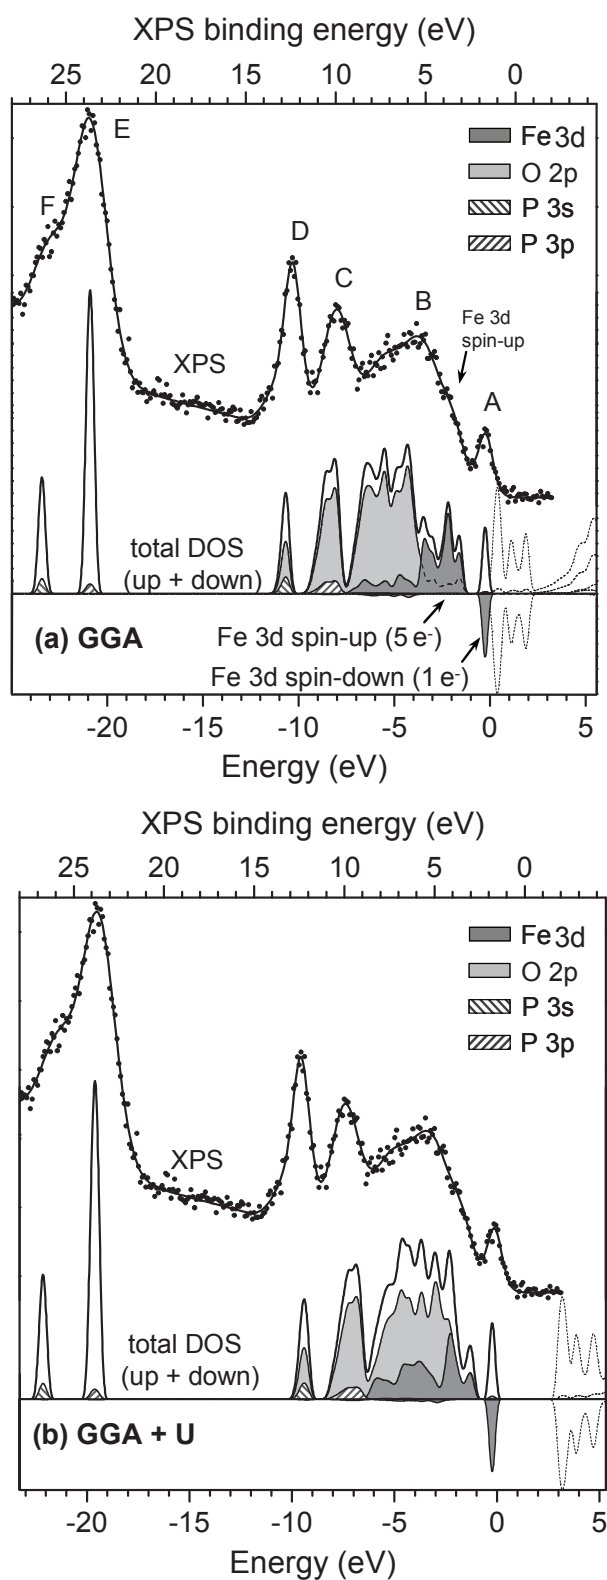 XPS binding energy (eV)
25 20 15 10 5 0
E
F
D
C
B
A
Fe 3d
O 2p
P 3s
P 3p
Fe 3d
spin-up
XPS
total DOS
(up + down)
(a) GGA
Fe 3d spin-up (5 e-)
Fe 3d spin-down (1 e-)
-20 -15 -10 -5 0 5
Energy (eV)
XPS binding energy (eV)
25 20 15 10 5 0
Fe 3d
O 2p
P 3s
P 3p
XPS
total DOS
(up + down)
(b) GGA + U
-20 -15 -10 -5 0 5
Energy (eV)